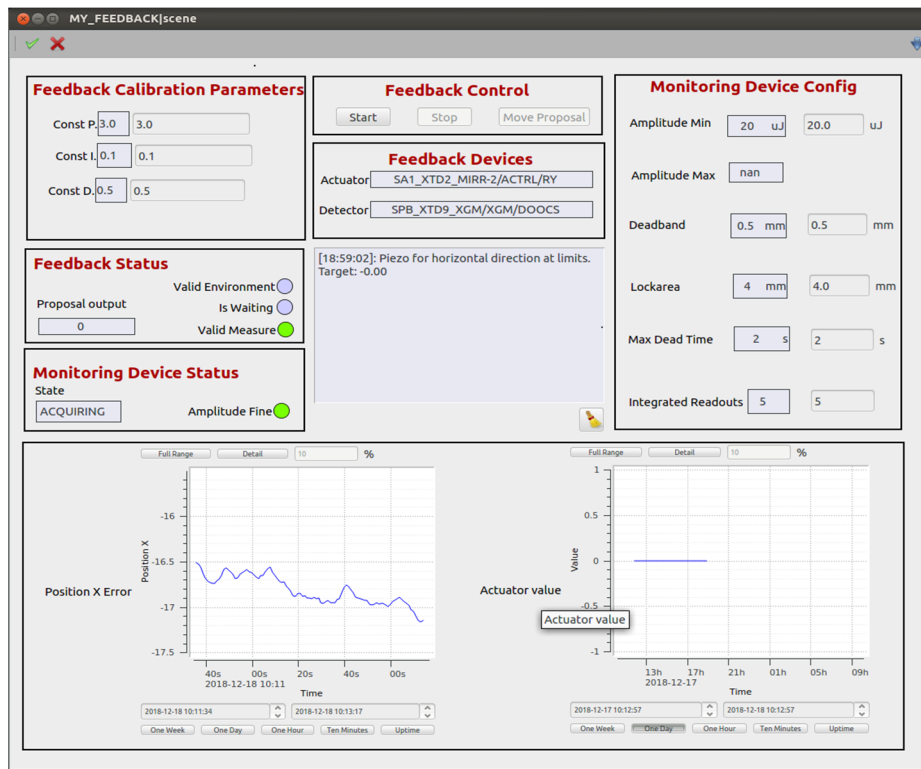 MY_FEEDBACK|scene
Feedback Calibration Parameters
Const P. 3.0 3.0
Const I. 0.1 0.1
Const D. 0.5 0.5
Feedback Control
Start Stop Move Proposal
Feedback Devices
Actuator SA1_XTD2_MIRR-2/ACTRL/RY
Detector SPB_XTD9_XGM/XGM/DOOCS
Monitoring Device Config
Amplitude Min 20 uJ 20.0 uJ
Amplitude Max nan
Deadband 0.5 mm 0.5 mm
Lockarea 4 mm 4.0 mm
Max Dead Time 2 s 2 s
Integrated Readouts 5 5
Feedback Status
Valid Environment
Is Waiting
Proposal output
0
Valid Measure
[18:59:02]: Piezo for horizontal direction at limits.
Target: -0.00
Monitoring Device Status
State
ACQUIRING Amplitude Fine
Full Range Detail 10 %
-16
-16.5
-17
-17.5
Position X
Position X Error
40s 00s 20s 40s 00s
2018-12-18 10:11
Time
2018-12-18 10:11:34 2018-12-18 10:13:17
One Week One Day One Hour Ten Minutes Uptime
Full Range Detail 10 %
1
0.5
0
-0.5
-1
Value
Actuator value
Actuator value
13h 17h 21h 01h 05h 09h
2018-12-17
Time
2018-12-17 10:12:57 2018-12-18 10:12:57
One Week One Day One Hour Ten Minutes Uptime